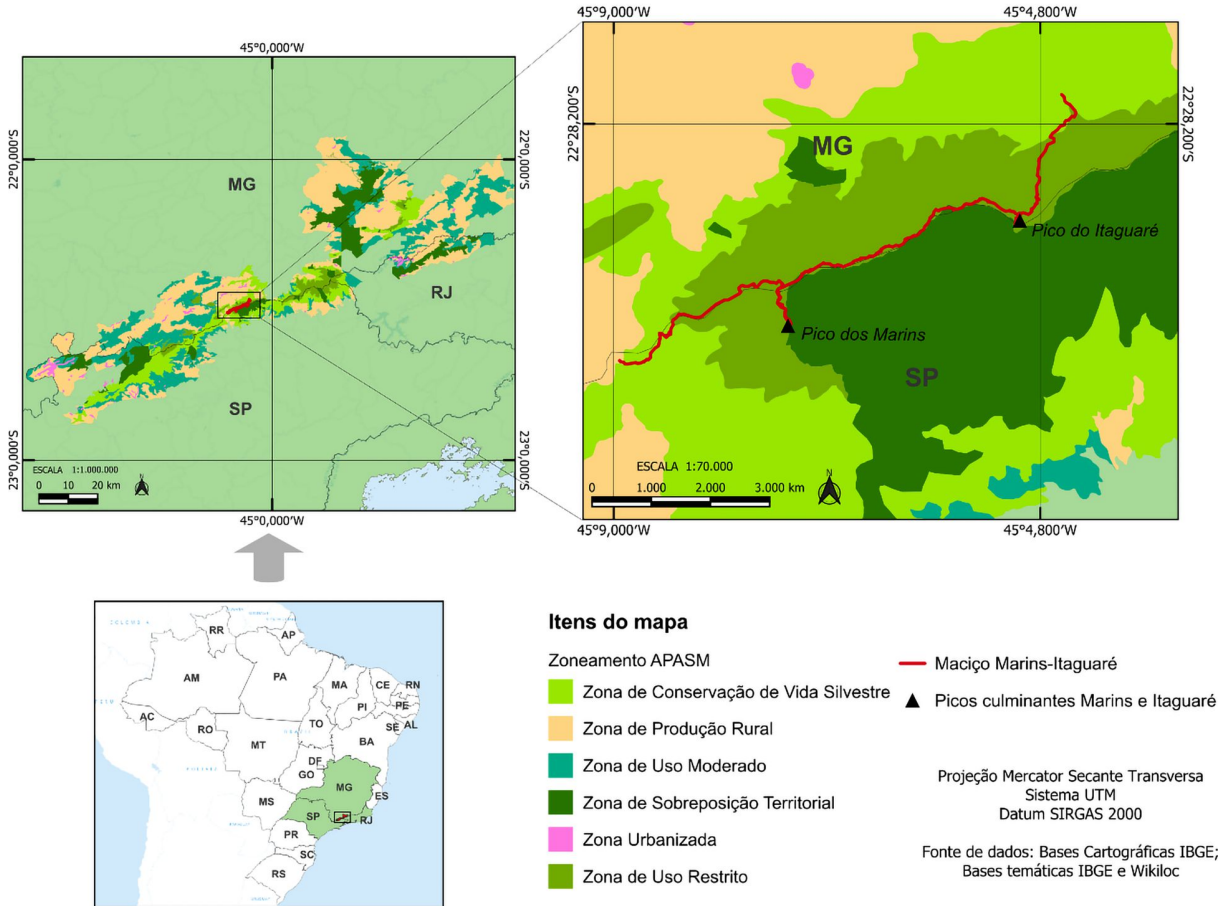 45°0,000'W
22°0,000'S
22°0,000'S
MG
RJ
SP
23°0,000'S
23°0,000'S
ESCALA 1:1.000.000
0 10 20 km
N
45°0,000'W
45°9,000'W
45°4,800'W
22°28,200'S
22°28,200'S
MG
Pico do Itaguaré
Pico dos Marins
SP
ESCALA 1:70.000
0 1.000 2.000 3.000 km
N
45°9,000'W
45°4,800'W
RR
AP
AM
PA
MA
CE
RN
PI
PE
AC
TO
SE
AL
RO
BA
MT
DF
GO
MG
ES
MS
SP
RJ
PR
SC
RS
Itens do mapa
Zoneamento APASM
Zona de Conservação de Vida Silvestre
Zona de Produção Rural
Zona de Uso Moderado
Zona de Sobreposição Territorial
Zona Urbanizada
Zona de Uso Restrito
Maciço Marins-Itaguaré
Picos culminantes Marins e Itaguaré
Projeção Mercator Secante Transversa
Sistema UTM
Datum SIRGAS 2000
Fonte de dados: Bases Cartográficas IBGE;
Bases temáticas IBGE e Wikiloc